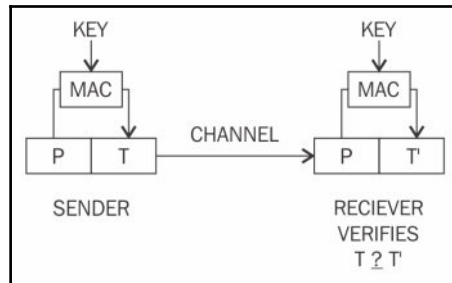 KEY KEY
MAC MAC
CHANNEL
P T P T'
SENDER RECIEVER
VERIFIES
T ? T'